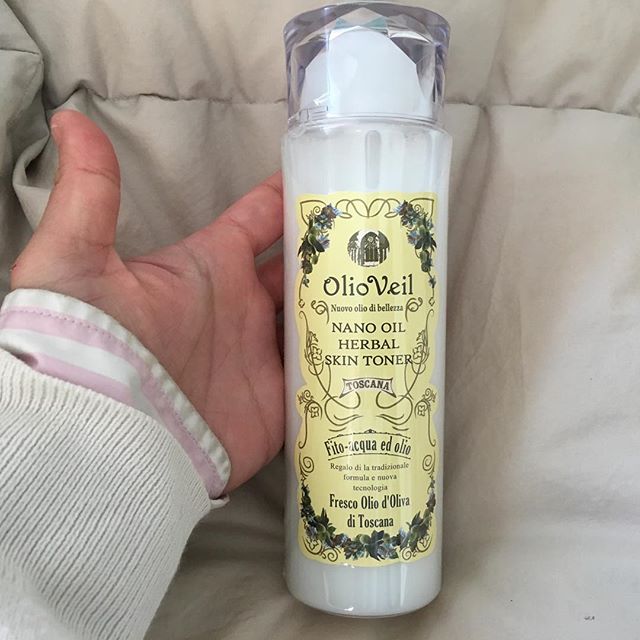 OlioVeil
Nuovo olio di bellezza
NANO OIL
HERBAL
SKIN TONER
TOSCANA
Fito-acqua ed olio
Regalo di la tradizionale
formula e nuova
tecnologia
Fresco Olio d'Oliva
di Toscana